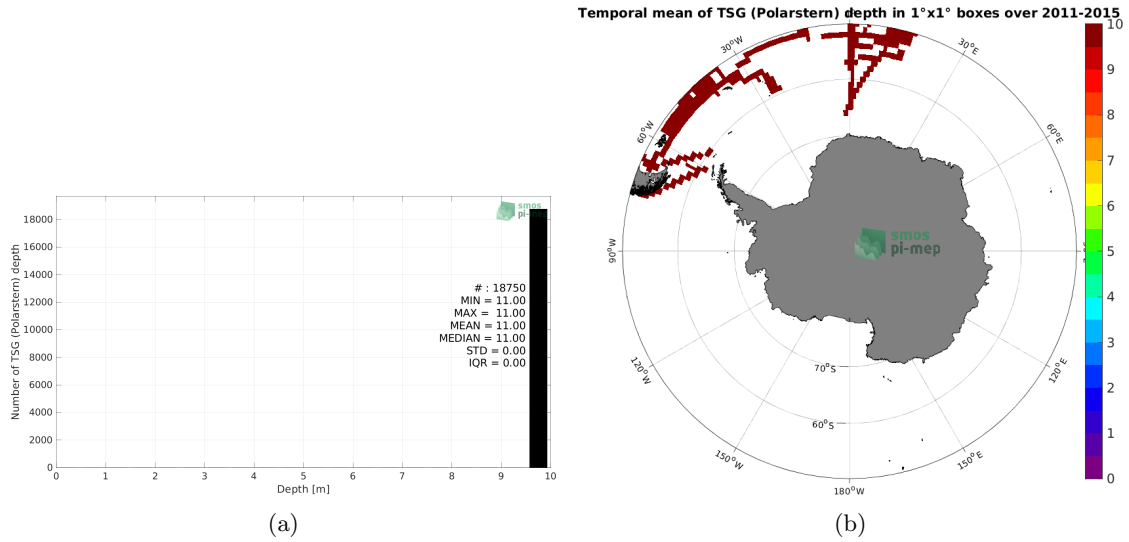 Temporal mean of TSG (Polarstern) depth in 1°x1° boxes over 2011-2015
Number of TSG (Polarstern) depth
18000
16000
14000
12000
10000
8000
6000
4000
2000
0
smos
pi-mep
# : 18750
MIN = 11.00
MAX = 11.00
MEAN = 11.00
MEDIAN = 11.00
STD = 0.00
IQR = 0.00
0 1 2 3 4 5 6 7 8 9 10
Depth [m]
(a)
30°W
30°E
60°W
60°E
90°W
120°W
120°E
150°W
150°E
180°W
70°S
60°S
smos
pi-mep
10
9
8
7
6
5
4
3
2
1
0
(b)